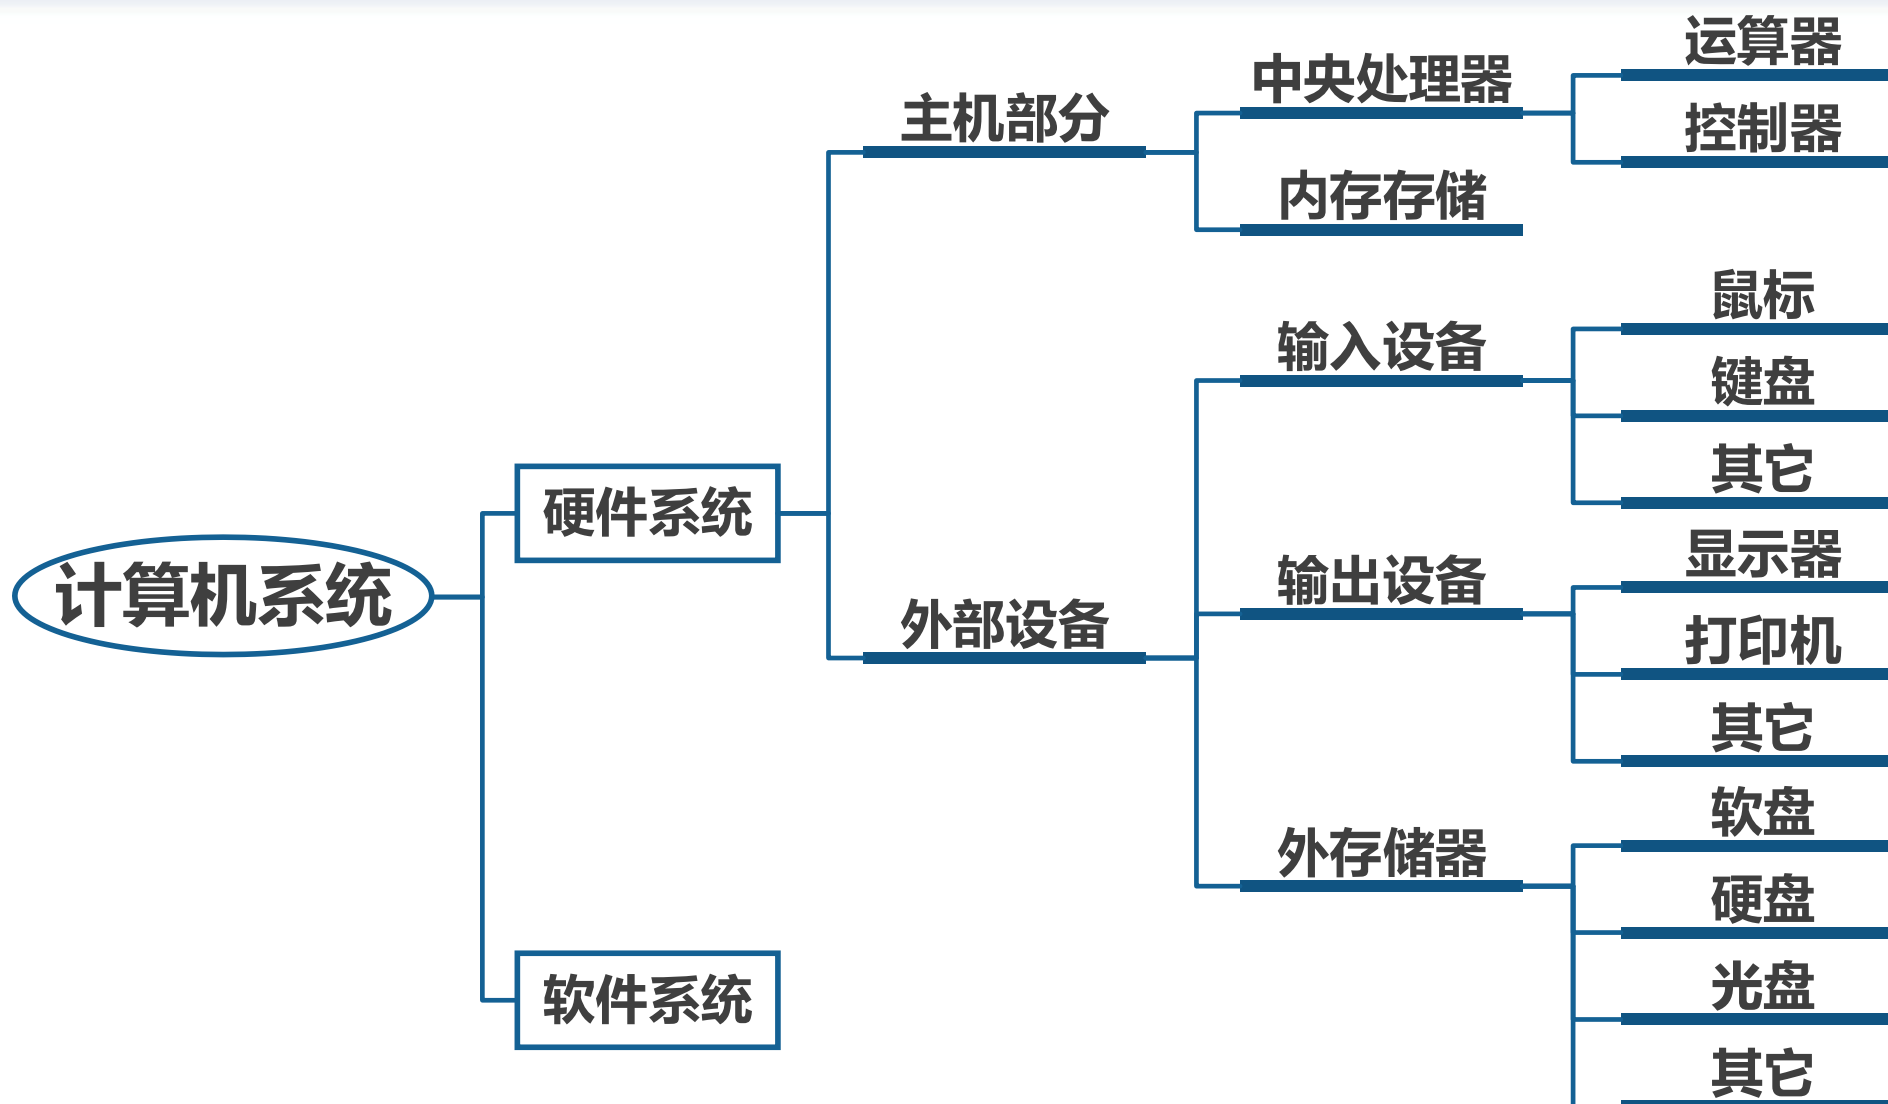 计算机系统
硬件系统
主机部分
中央处理器
运算器
控制器
内存存储
外部设备
输入设备
鼠标
键盘
其它
输出设备
显示器
打印机
其它
外存储器
软盘
硬盘
光盘
其它
软件系统